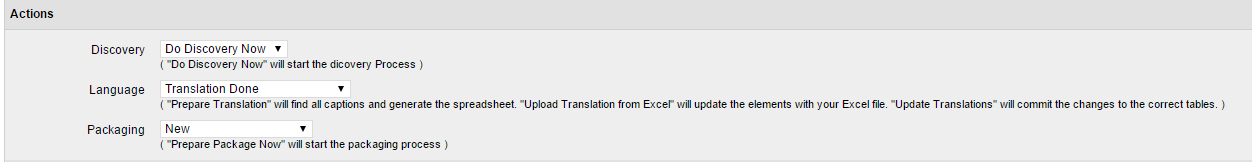 Actions
Discovery Do Discovery Now
( "Do Discovery Now" will start the dicovery Process )
Language Translation Done
( "Prepare Translation" will find all captions and generate the spreadsheet. "Upload Translation from Excel" will update the elements with your Excel file. "Update Translations" will commit the changes to the correct tables. )
Packaging New
( "Prepare Package Now" will start the packaging process )